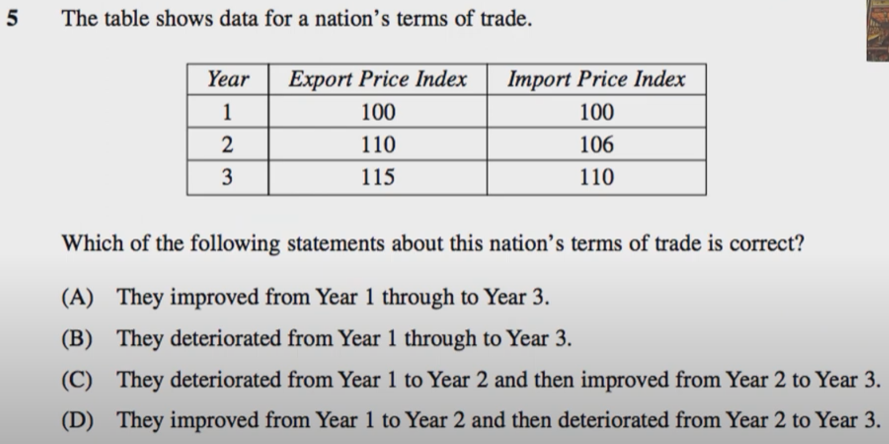 5 The table shows data for a nation's terms of trade.
Year Export Price Index Import Price Index
1 100 100
2 110 106
3 115 110
Which of the following statements about this nation's terms of trade is correct?
(A) They improved from Year 1 through to Year 3.
(B) They deteriorated from Year 1 through to Year 3.
(C) They deteriorated from Year 1 to Year 2 and then improved from Year 2 to Year 3.
(D) They improved from Year 1 to Year 2 and then deteriorated from Year 2 to Year 3.